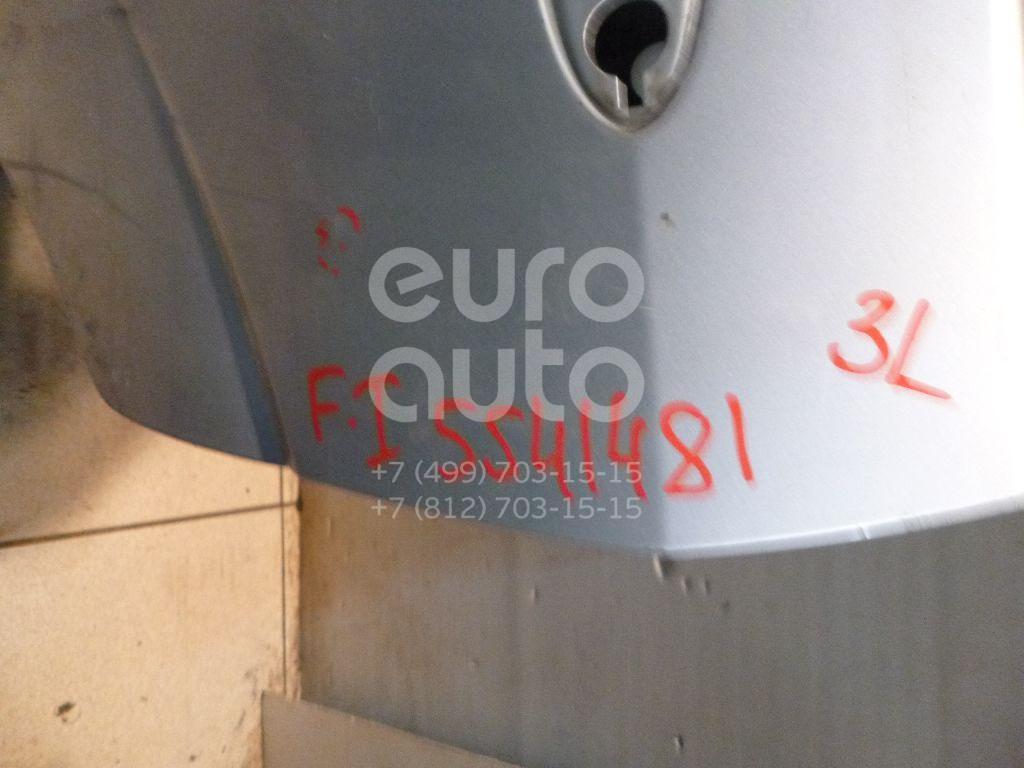 euro
auto
3L
F.I 5541481
+7 (499) 703-15-15
+7 (812) 703-15-15